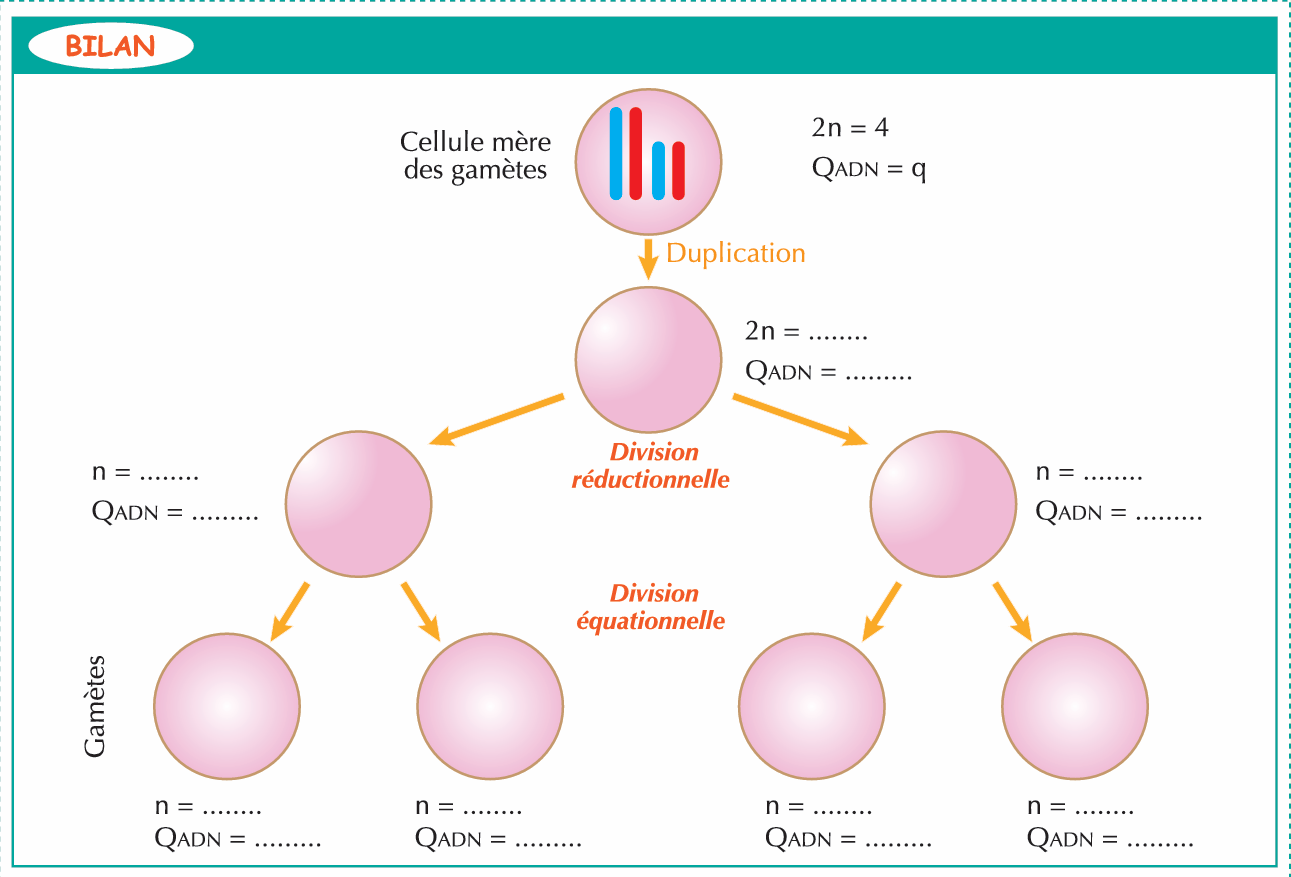 BILAN
Cellule mère
des gamètes
2n = 4
QADN = q
Duplication
2n = ........
QADN = .........
Division
réductionnelle
n = ........
QADN = .........
n = ........
QADN = .........
Division
équationnelle
Gamètes
n = ........
QADN = .........
n = ........
QADN = .........
n = ........
QADN = .........
n = ........
QADN = .........